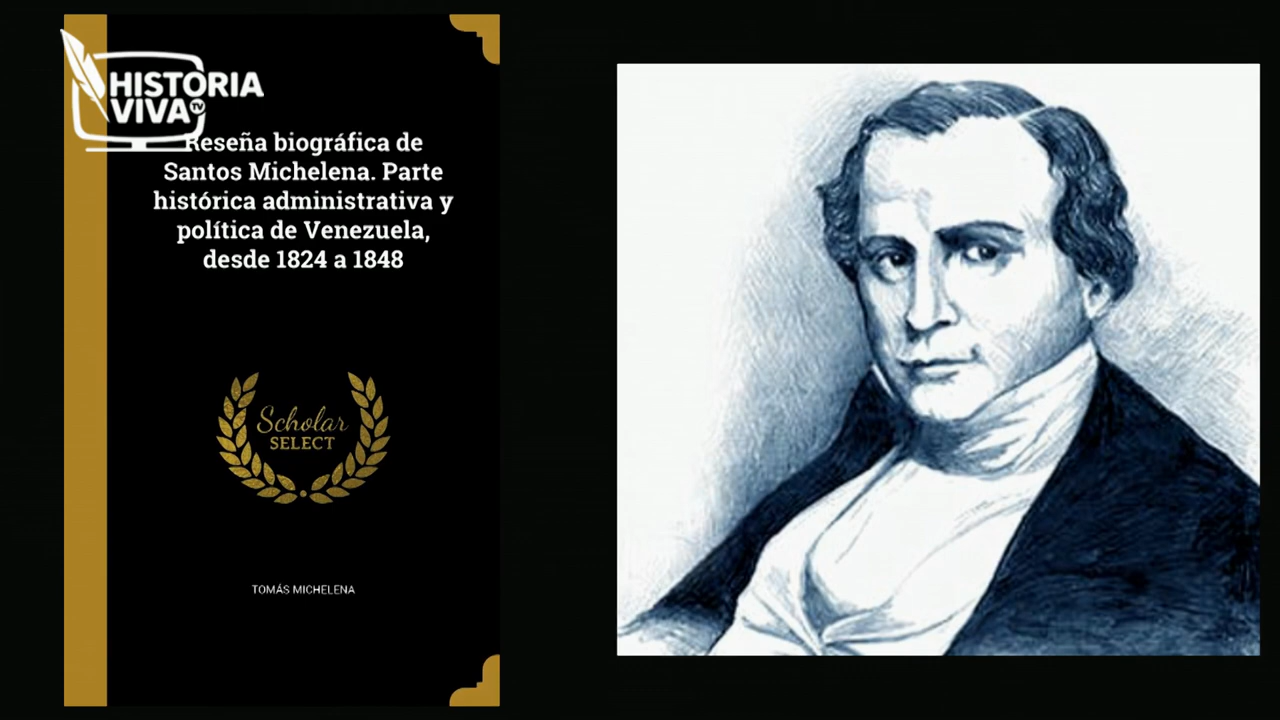 HISTORIA
VIVA TV
Reseña biográfica de
Santos Michelena. Parte
histórica administrativa y
política de Venezuela,
desde 1824 a 1848
Scholar
SELECT
TOMÁS MICHELENA